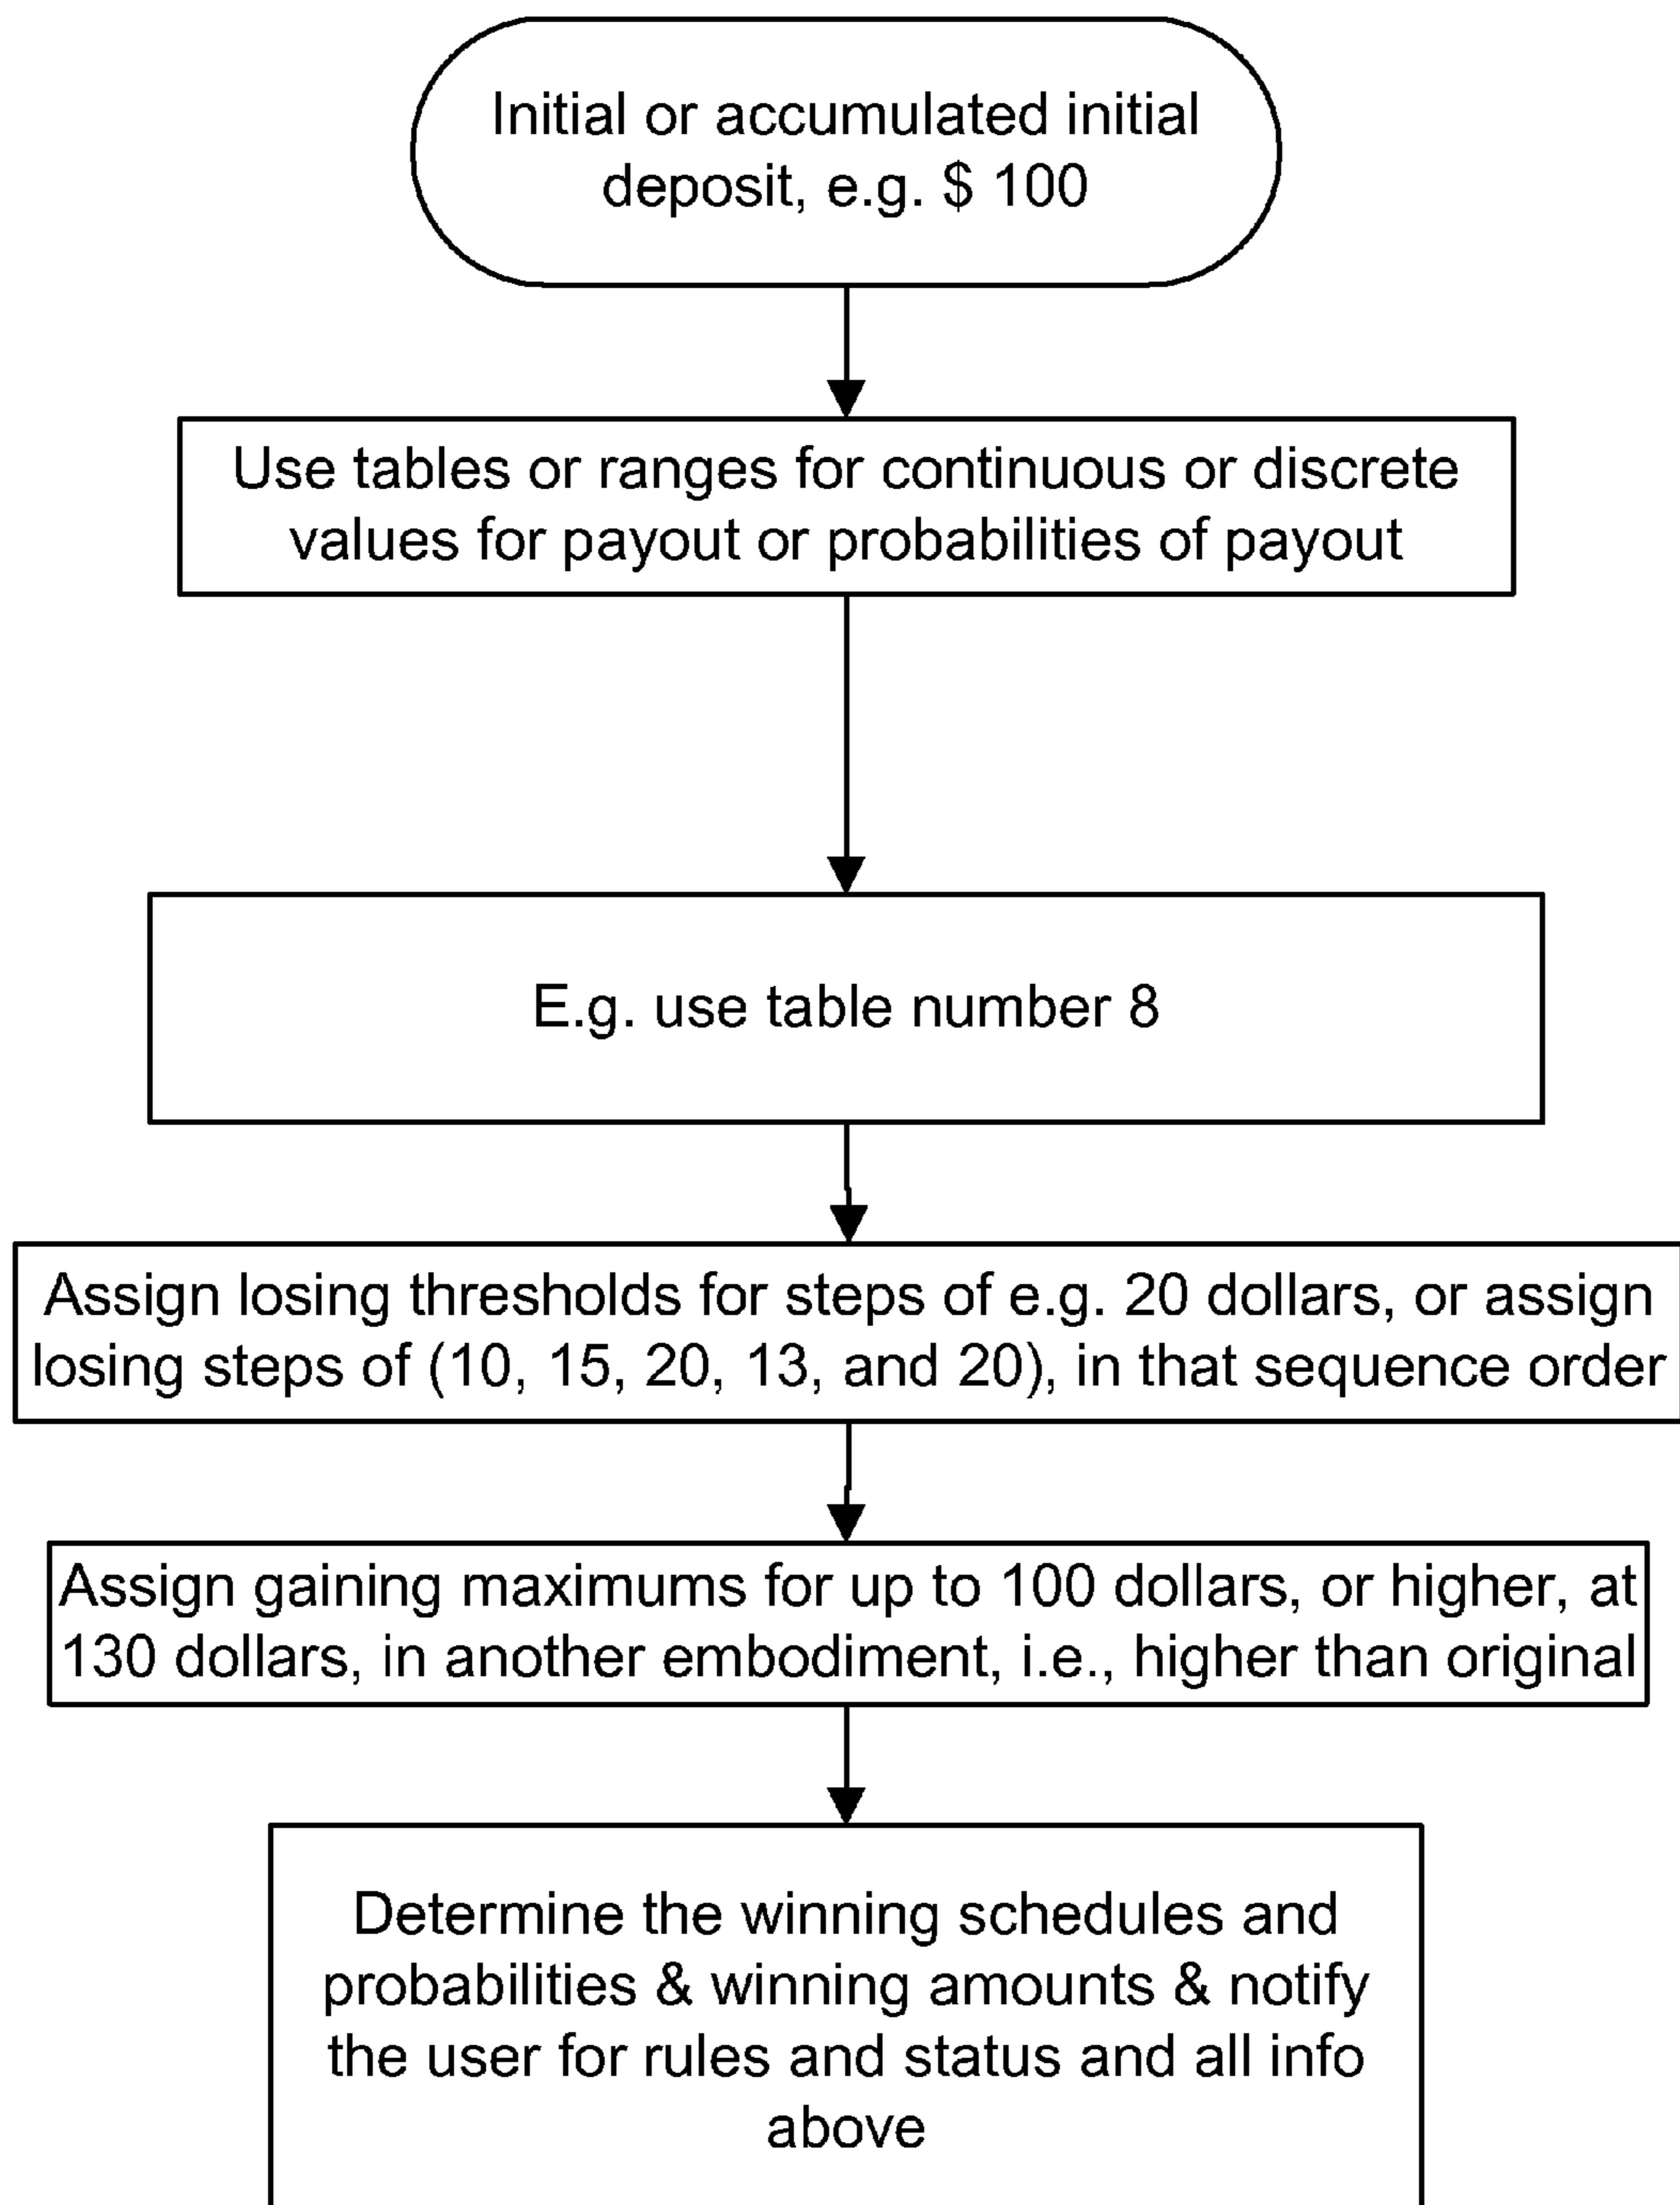 Initial or accumulated initial
deposit, e.g. $ 100
Use tables or ranges for continuous or discrete
values for payout or probabilities of payout
E.g. use table number 8
Assign losing thresholds for steps of e.g. 20 dollars, or assign
losing steps of (10, 15, 20, 13, and 20), in that sequence order
Assign gaining maximums for up to 100 dollars, or higher, at
130 dollars, in another embodiment, i.e., higher than original
Determine the winning schedules and
probabilities & winning amounts & notify
the user for rules and status and all info
above